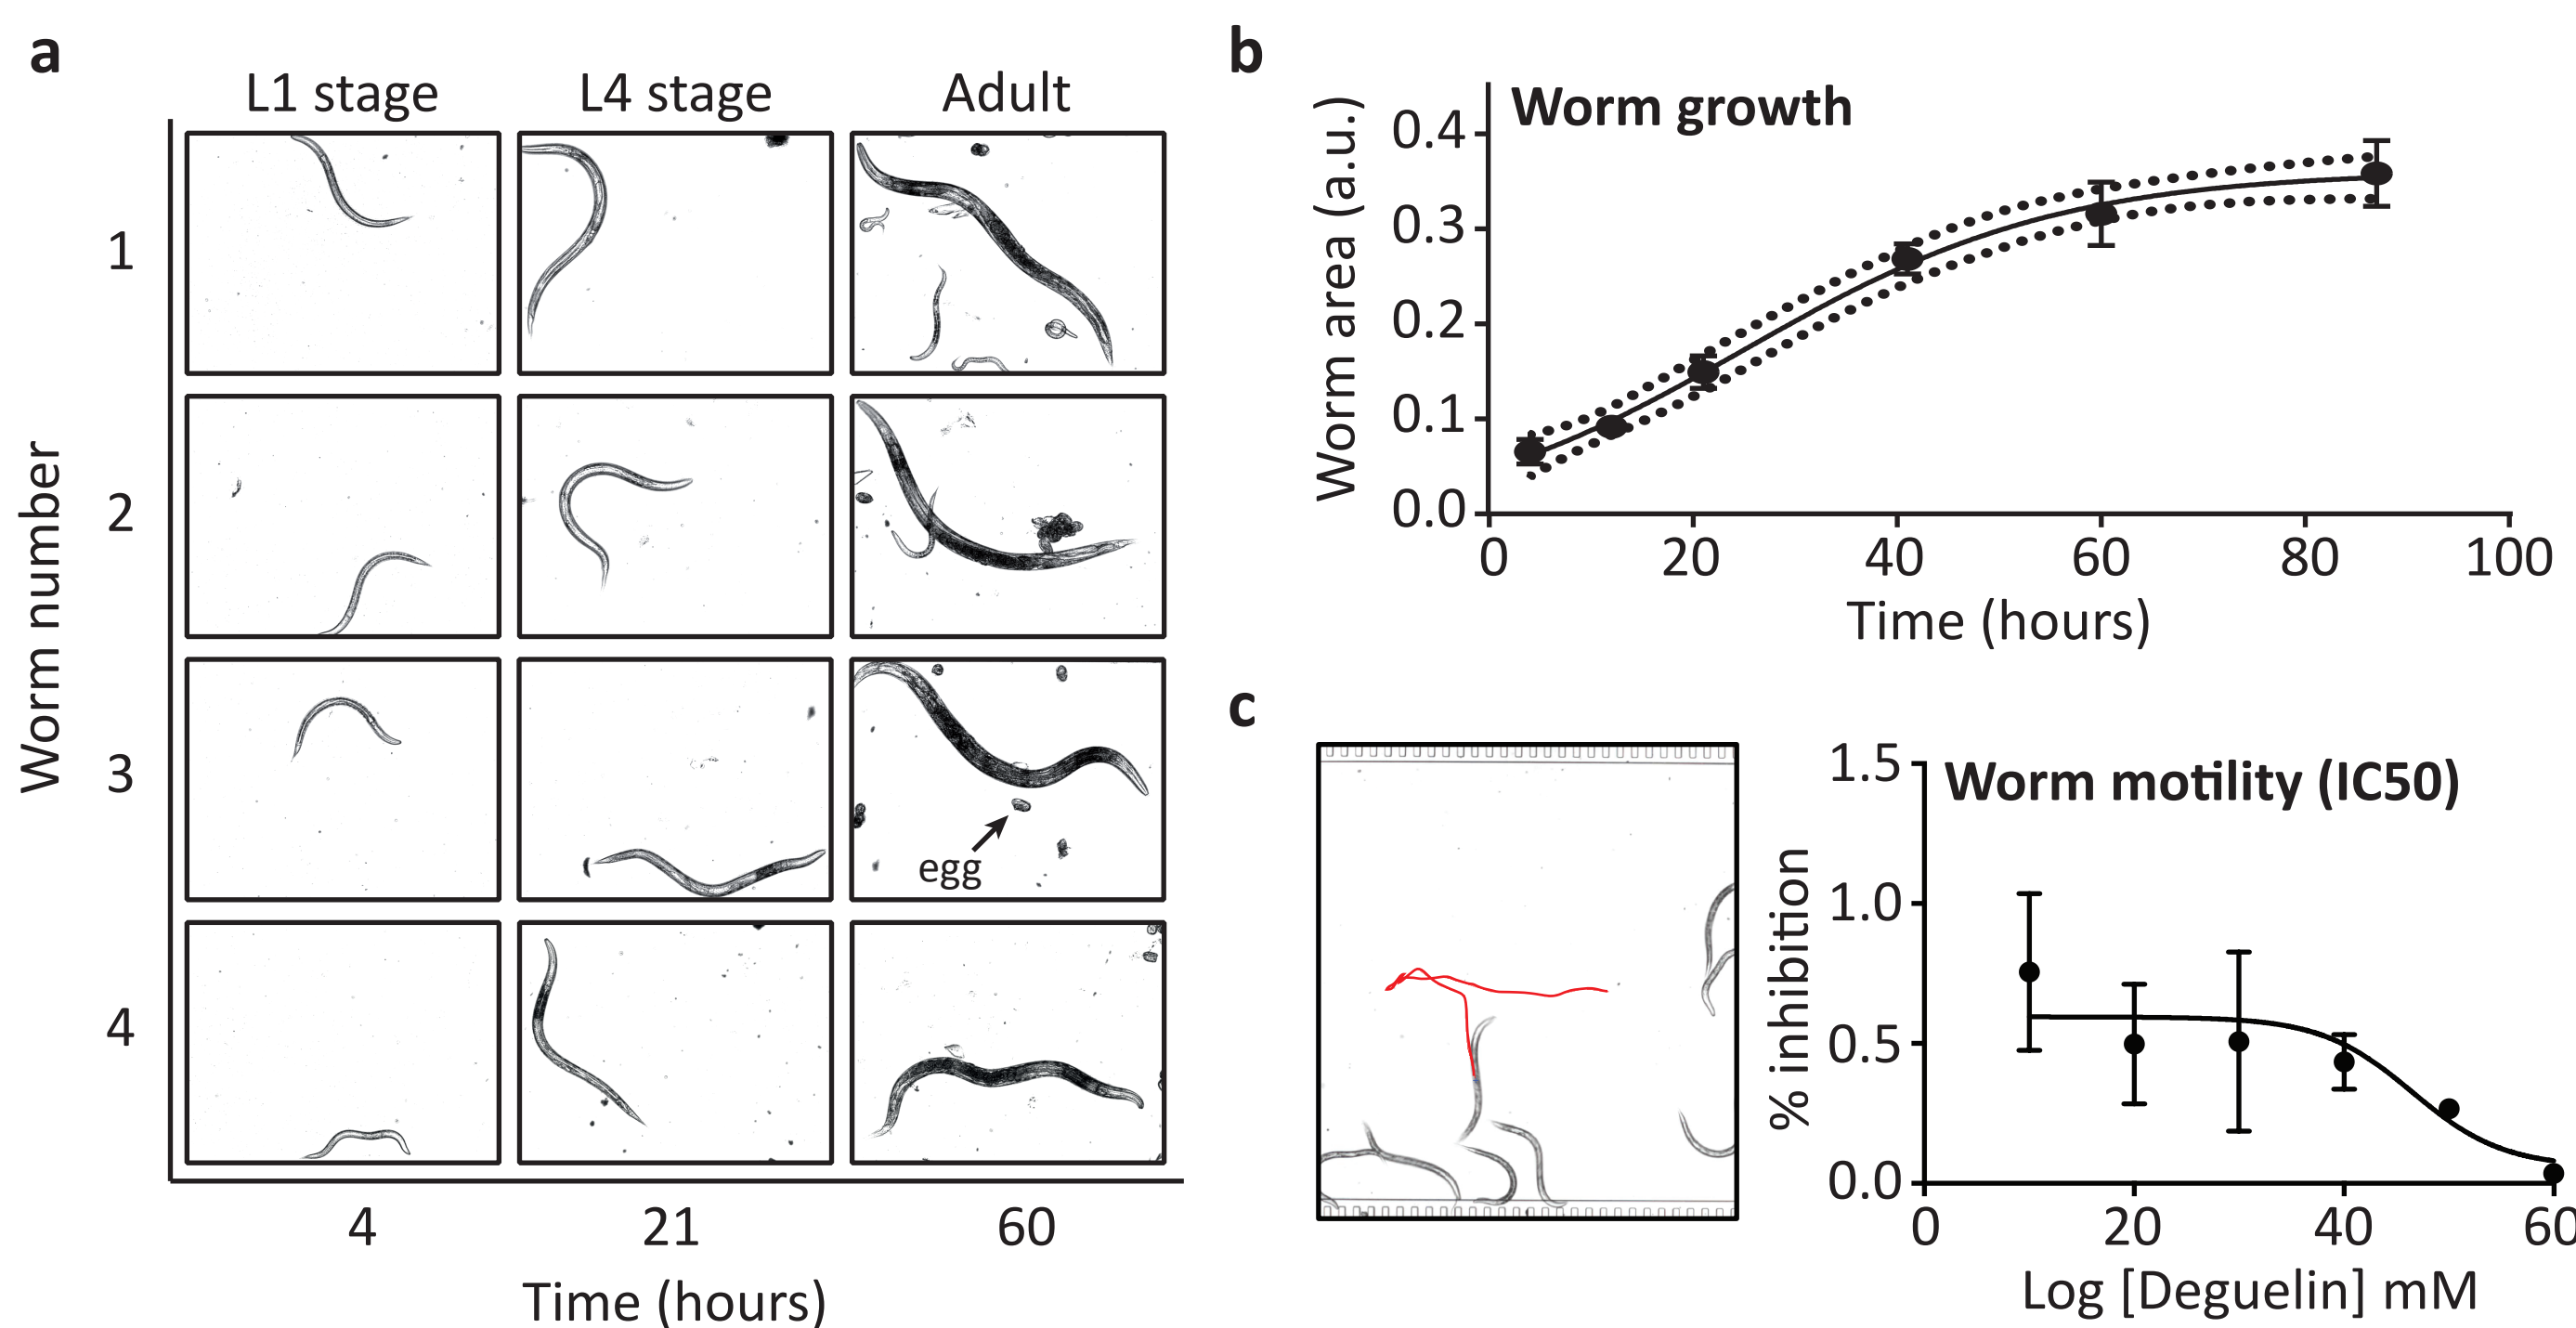 a
L1 stage
L4 stage
Adult
Worm number
1
2
3
egg
4
4
21
60
Time (hours)
b
Worm growth
Worm area (a.u.)
0.4
0.3
0.2
0.1
0.0
0
20
40
60
80
100
Time (hours)
c
Worm motility (IC50)
% inhibition
1.5
1.0
0.5
0.0
0
20
40
60
Log [Deguelin] mM